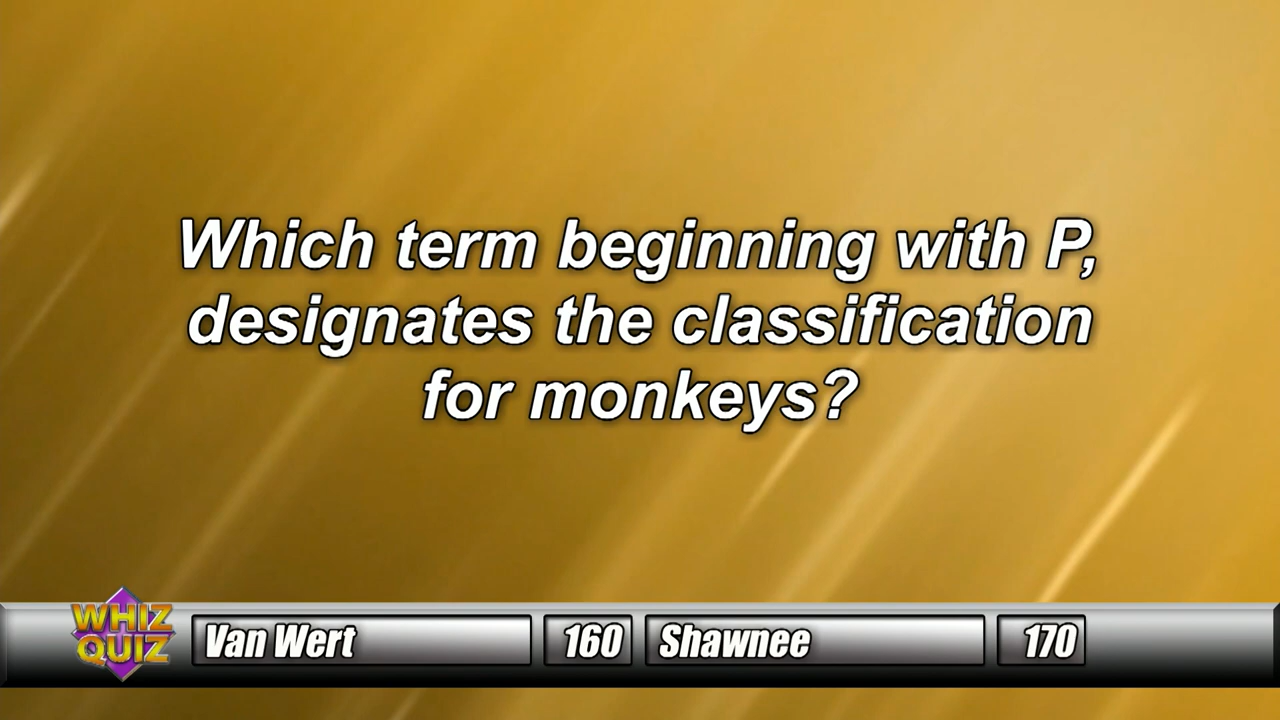 Which term beginning with P,
designates the classification
for monkeys?
WHIZ
QUIZ
Van Wert 160 Shawnee 170